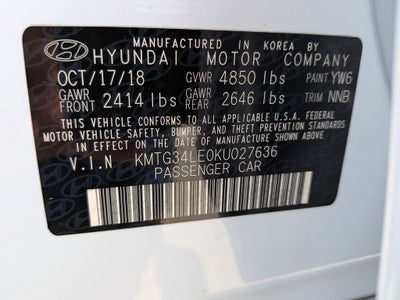 MANUFACTURED IN KOREA BY
HYUNDAI MOTOR COMPANY
OCT/17/18 GVWR 4850 lbs PAINT YW6
GAWR FRONT 2414 lbs GAWR REAR 2646 lbs TRIM NNB
THIS VEHICLE CONFORMS TO ALL APPLICABLE U.S.A. FEDERAL
MOTOR VEHICLE SAFETY, BUMPER, AND THEFT PREVENTION
STANDARDS IN EFFECT ON THE DATE OF MANUFACTURE SHOWN ABOVE.
V.I.N. KMTG34LE0KU027636
PASSENGER CAR